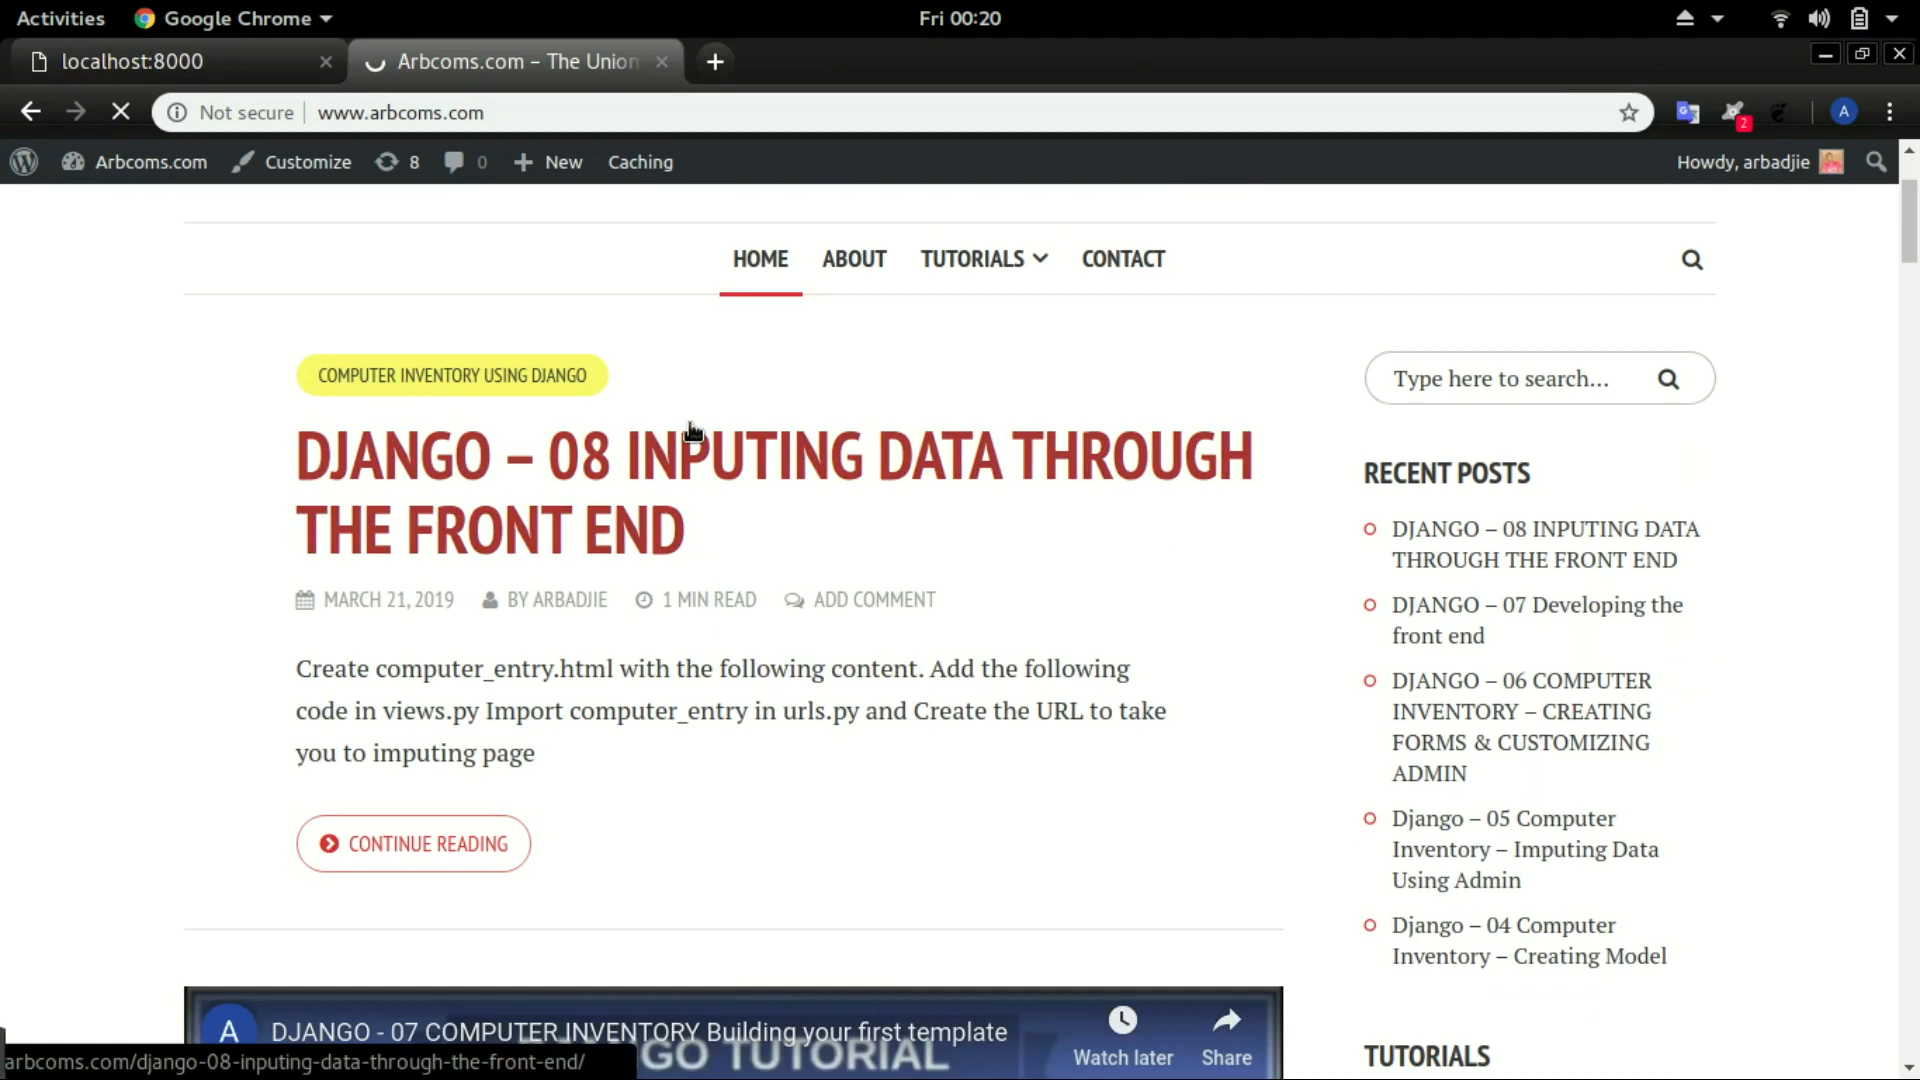 Activities Google Chrome Fri 00:20
localhost:8000 Arbcoms.com – The Union
Not secure www.arbcoms.com 2 A
Arbcoms.com Customize 8 0 New Caching Howdy, arbadjie
HOME ABOUT TUTORIALS CONTACT
COMPUTER INVENTORY USING DJANGO
DJANGO – 08 INPUTING DATA THROUGH
THE FRONT END
MARCH 21, 2019 BY ARBADJIE 1 MIN READ ADD COMMENT
Create computer_entry.html with the following content. Add the following
code in views.py Import computer_entry in urls.py and Create the URL to take
you to imputing page
CONTINUE READING
A DJANGO - 07 COMPUTER INVENTORY Building your first template
GO TUTORIAL
Watch later Share
Type here to search...
RECENT POSTS
DJANGO – 08 INPUTING DATA
THROUGH THE FRONT END
DJANGO – 07 Developing the
front end
DJANGO – 06 COMPUTER
INVENTORY – CREATING
FORMS & CUSTOMIZING
ADMIN
Django – 05 Computer
Inventory – Imputing Data
Using Admin
Django – 04 Computer
Inventory – Creating Model
TUTORIALS
arbcoms.com/django-08-inputing-data-through-the-front-end/